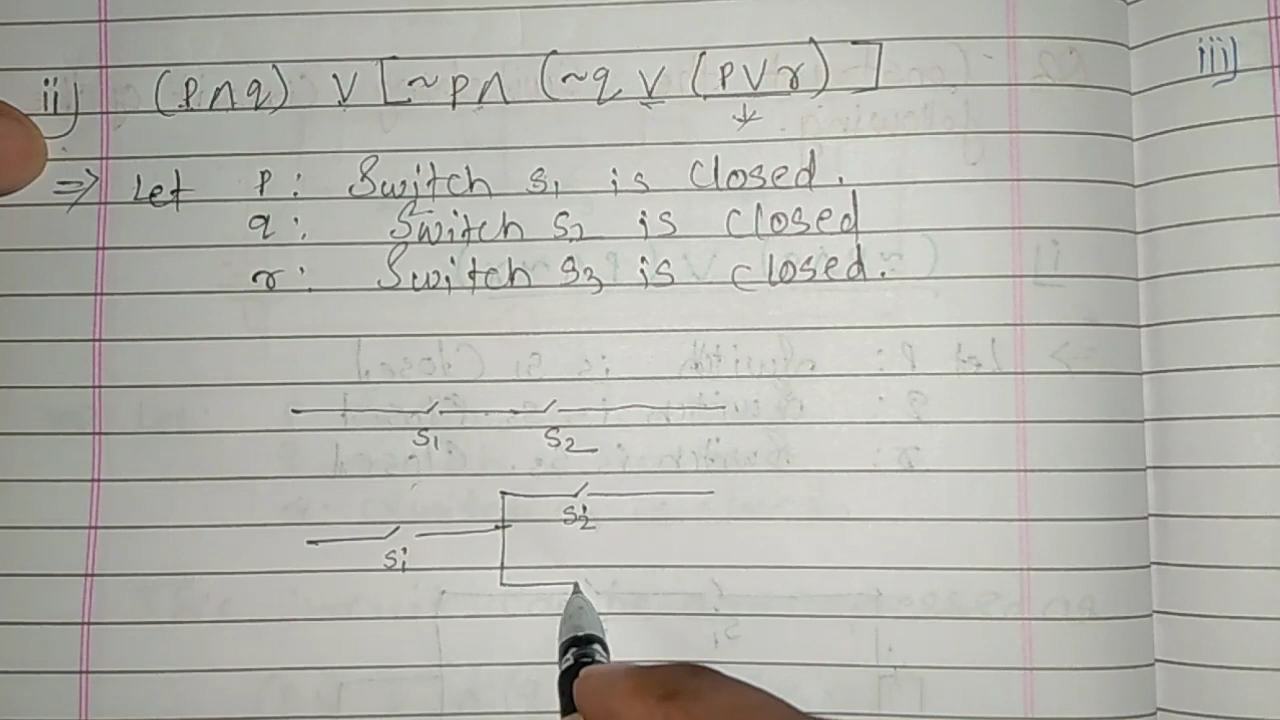 ii) (p∧q) ∨ [~p∧ (~q ∨ (p∨r) ]
iii)
⇒ Let p: Switch S₁ is closed.
q: Switch S₂ is closed
r: Switch S₃ is closed.
S₁ S₂
S₂'
S₁'